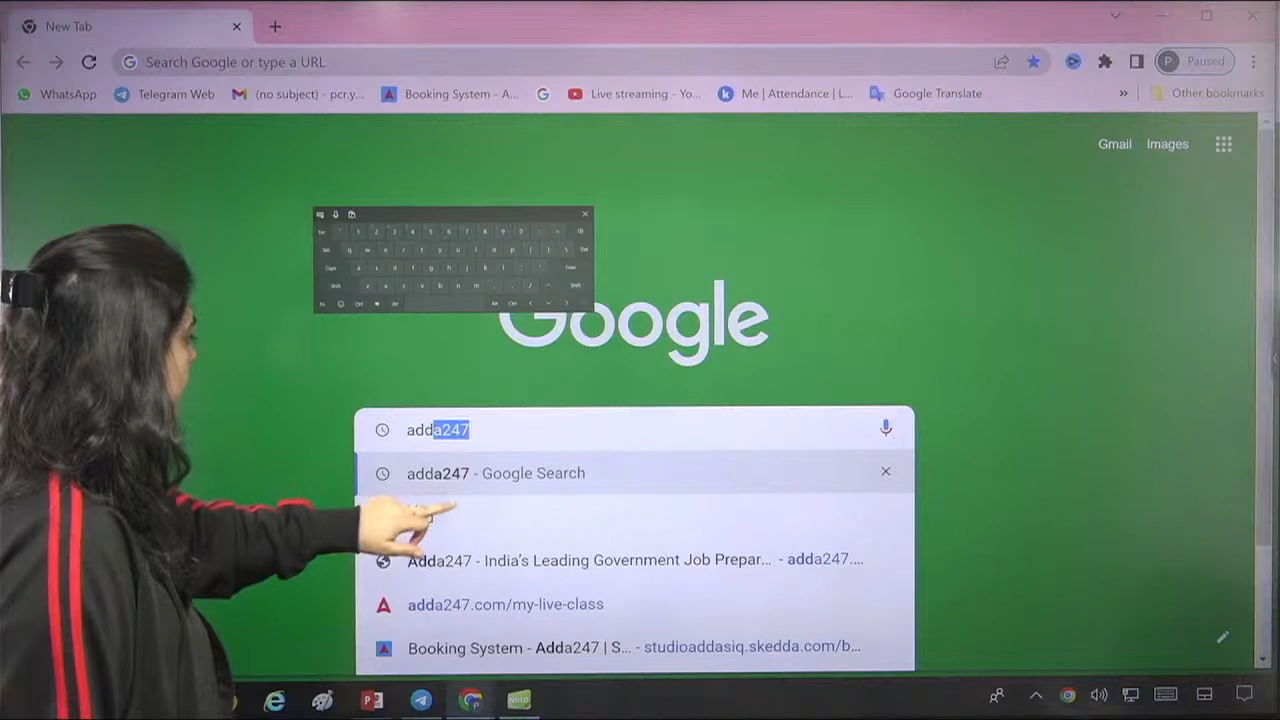 New Tab
Search Google or type a URL
P Paused
WhatsApp
Telegram Web
(no subject) - pcr.y...
Booking System - A...
Live streaming - Yo...
Me | Attendance | L...
Google Translate
»
Other bookmarks
Gmail
Images
Google
adda247
adda247 - Google Search
Adda247 - India's Leading Government Job Prepar... - adda247....
adda247.com/my-live-class
Booking System - Adda247 | S... - studioaddasiq.skedda.com/b...
NOTE